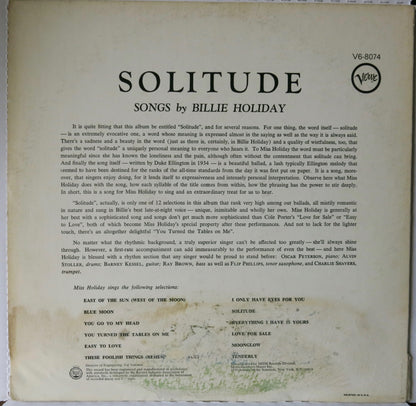 V6-8074
Verve
SOLITUDE
SONGS by BILLIE HOLIDAY
It is quite fitting that this album be entitled "Solitude", and for several reasons. For one thing, the word itself — solitude
— is an extremely evocative one, a word whose meaning is expressed almost in the saying as well as the way it is always said.
There's a sadness and beauty in the word (just as there is, certainly, in Billie Holiday) and a quality of wistfulness, too, that
gives the word "solitude" a uniquely personal meaning to everyone who hears it. To Miss Holiday the word must be particularly
meaningful since she has known the loneliness and the pain, although often without the contentment that solitude can bring.
And finally the song itself — written by Duke Ellington in 1934 — is a beautiful ballad, a lush typically Ellington melody that
seemed to have been destined for the ranks of the all-time standards from the day it was first put on paper. It is a song, more-
over, that singers enjoy doing, for it lends itself to expressiveness and intensely personal interpretation. Observe here what Miss
Holiday does with the song, how each syllable of the title comes from within, how the phrasing has the power to stir deeply.
In short, this is a song for Miss Holiday to sing and an extraordinary treat for us to hear.
"Solitude", actually, is only one of 12 selections in this album that rank very high among our ballads, all mostly romantic
in nature and sung in Billie's best late-at-night voice — unique, inimitable and wholly her own. Miss Holiday is generally at
her best with a sophisticated song and songs don't get much more sophisticated than Cole Porter's "Love for Sale" or "Easy
to Love", both of which become Miss Holiday's special property after these performances. And not to lack for the lighter
touch, there's an altogether delightful "You Turned the Tables on Me".
No matter what the rhythmic background, a truly superior singer can't be affected too greatly — she'll always shine
through. However, a first-rate accompaniment can add immeasurably to the performance of even the best — and here Miss
Holiday is blessed with a rhythm section that any singer would be proud to stand before: OSCAR PETERSON, piano; ALVIN
STOLLER, drums; BARNEY KESSEL, guitar; RAY BROWN, bass as well as FLIP PHILLIPS, tenor saxophone, and CHARLIE SHAVERS,
trumpet.
Miss Holiday sings the following selections:
EAST OF THE SUN (WEST OF THE MOON)
BLUE MOON
YOU GO TO MY HEAD
YOU TURNED THE TABLES ON ME
EASY TO LOVE
THESE FOOLISH THINGS
I ONLY HAVE EYES FOR YOU
SOLITUDE
EVERYTHING I HAVE IS YOURS
LOVE FOR SALE
MOONGLOW
TENDERLY